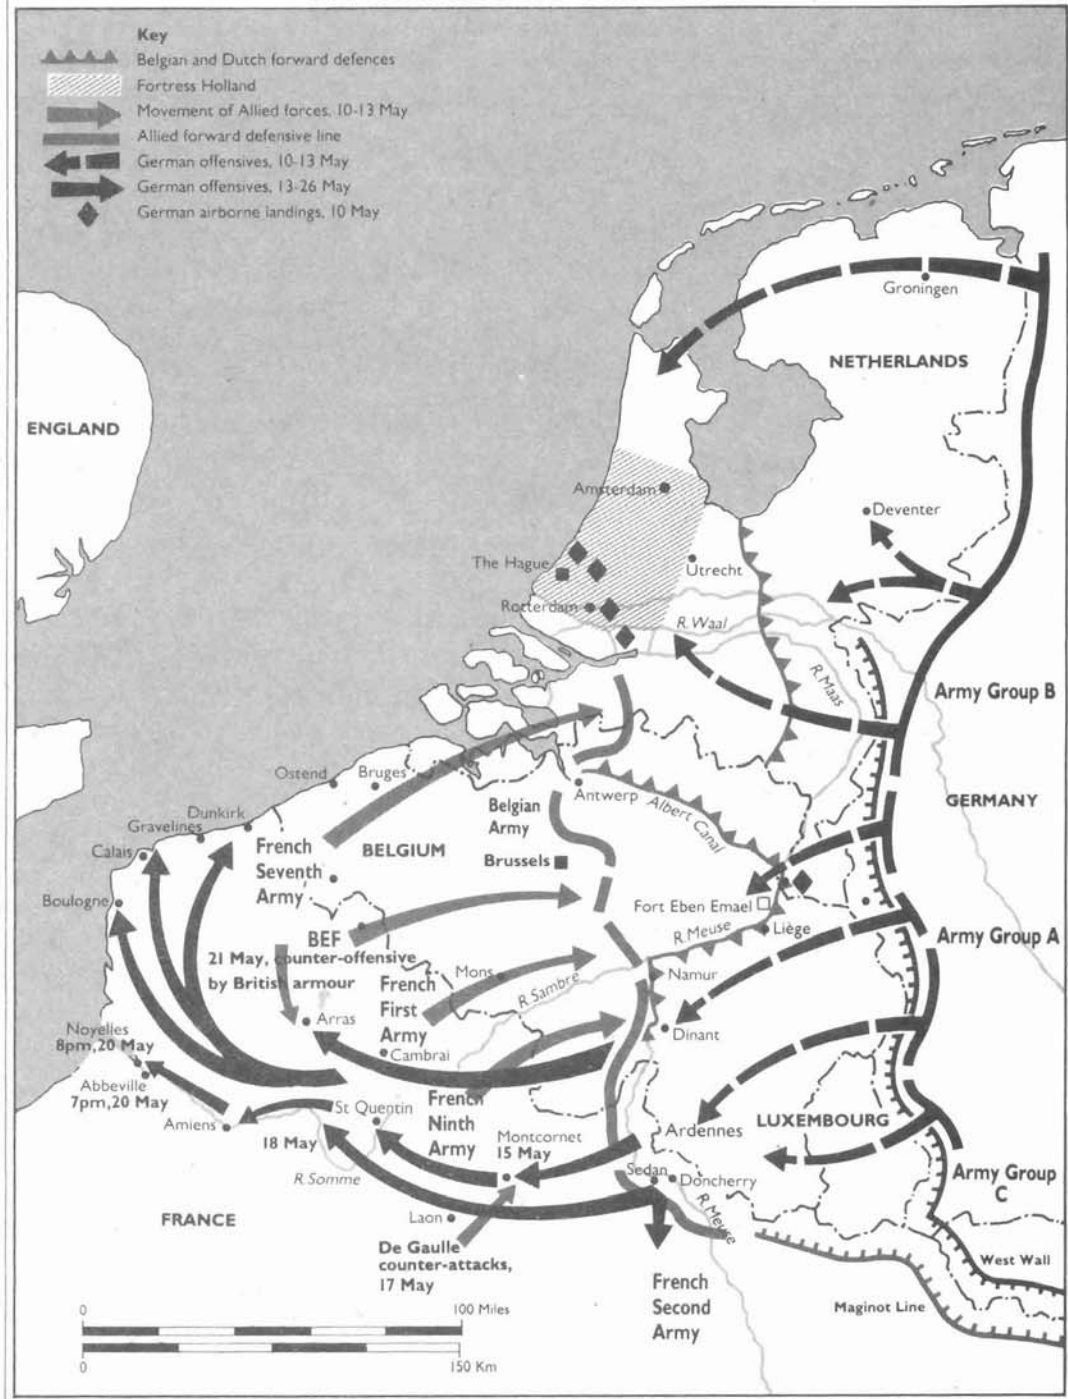 Key
Belgian and Dutch forward defences
Fortress Holland
Movement of Allied forces, 10-13 May
Allied forward defensive line
German offensives, 10-13 May
German offensives, 13-26 May
German airborne landings, 10 May
Groningen
NETHERLANDS
ENGLAND
Amsterdam
Deventer
The Hague
Utrecht
Rotterdam
R. Waal
R. Maas
Army Group B
Ostend
Bruges
Antwerp
Albert Canal
GERMANY
Dunkirk
Gravelines
Calais
Belgian
Army
French
Seventh
Army
BELGIUM
Brussels
Boulogne
Fort Eben Emael
BEF
R. Meuse
Liège
Army Group A
21 May, counter-offensive
by British armour
French
First
Army
Mons
R. Sambre
Namur
Arras
Dinant
Noyelles
8pm, 20 May
Cambrai
Abbeville
7pm, 20 May
French
Ninth
Army
St Quentin
Amiens
18 May
Montcornet
15 May
Ardennes
LUXEMBOURG
R. Somme
Sedan
Doncherry
R. Meuse
Army Group
C
FRANCE
Laon
De Gaulle
counter-attacks,
17 May
French
Second
Army
West Wall
Maginot Line
0
100 Miles
0
150 Km